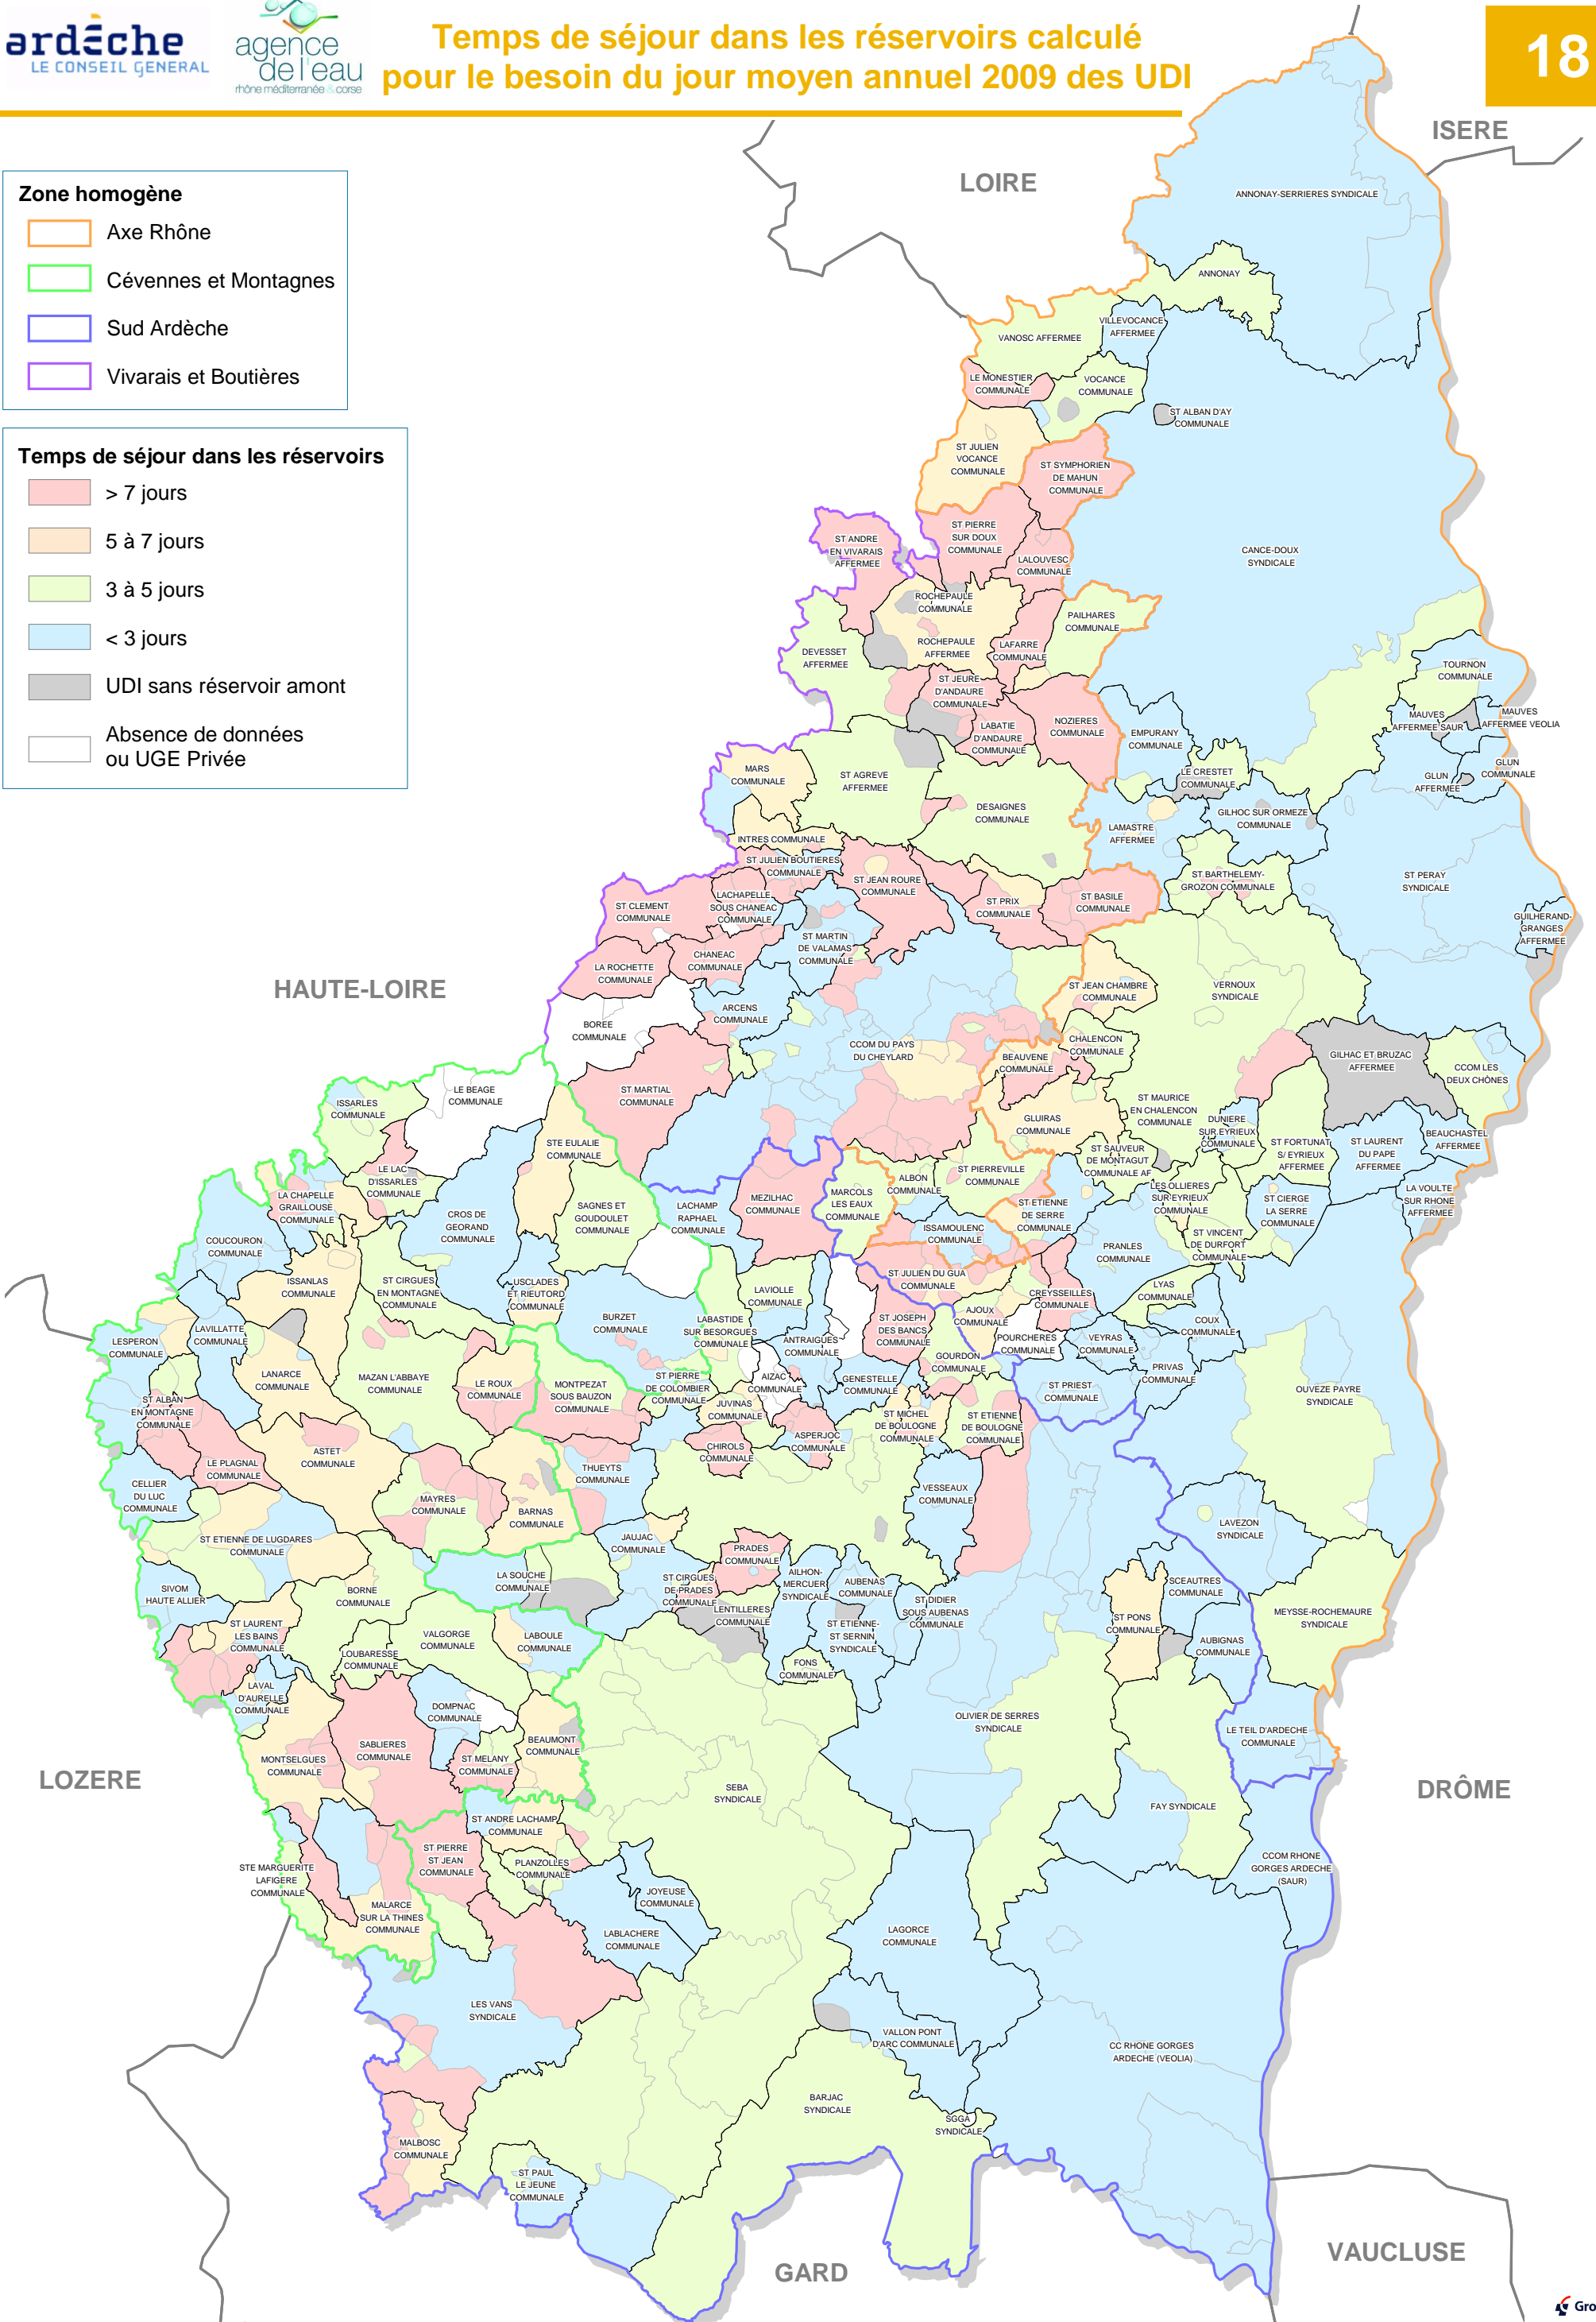 ardèche
LE CONSEIL GENERAL
agence
de l'eau
rhône méditerranée & corse
Temps de séjour dans les réservoirs calculé
pour le besoin du jour moyen annuel 2009 des UDI
18
Zone homogène
Axe Rhône
Cévennes et Montagnes
Sud Ardèche
Vivarais et Boutières
Temps de séjour dans les réservoirs
> 7 jours
5 à 7 jours
3 à 5 jours
< 3 jours
UDI sans réservoir amont
Absence de données
ou UGE Privée
ISERE
LOIRE
HAUTE-LOIRE
LOZERE
DRÔME
GARD
VAUCLUSE
ANNONAY-SERRIERES SYNDICALE
ANNONAY
VILLEVOCANCE
AFFERMEE
VANOSC AFFERMEE
LE MONESTIER
COMMUNALE
VOCANCE
COMMUNALE
ST ALBAN D'AY
COMMUNALE
ST JULIEN
VOCANCE
COMMUNALE
ST SYMPHORIEN
DE MAHUN
COMMUNALE
ST PIERRE
SUR DOUX
COMMUNALE
ST ANDRE
EN VIVARAIS
AFFERMEE
LALOUVESC
COMMUNALE
CANCE-DOUX
SYNDICALE
ROCHEPAULE
COMMUNALE
PAILHARES
COMMUNALE
ROCHEPAULE
AFFERMEE
LAFARRE
COMMUNALE
DEVESSET
AFFERMEE
TOURNON
COMMUNALE
ST JEURE
D'ANDAURE
COMMUNALE
MAUVES
AFFERMEE SAUR
MAUVES
AFFERMEE VEOLIA
LABATIE
D'ANDAURE
COMMUNALE
NOZIERES
COMMUNALE
EMPURANY
COMMUNALE
MARS
COMMUNALE
ST AGREVE
AFFERMEE
LE CRESTET
COMMUNALE
GLUN
AFFERMEE
GLUN
COMMUNALE
DESAIGNES
COMMUNALE
GILHOC SUR ORMEZE
COMMUNALE
LAMASTRE
AFFERMEE
INTRES COMMUNALE
ST JULIEN BOUTIERES
COMMUNALE
ST JEAN ROURE
COMMUNALE
ST BARTHELEMY-
GROZON COMMUNALE
ST PERAY
SYNDICALE
LACHAPELLE
SOUS CHANEAC
COMMUNALE
ST CLEMENT
COMMUNALE
ST PRIX
COMMUNALE
ST BASILE
COMMUNALE
GUILHERAND-
GRANGES
AFFERMEE
ST MARTIN
DE VALAMAS
COMMUNALE
CHANEAC
COMMUNALE
LA ROCHETTE
COMMUNALE
ST JEAN CHAMBRE
COMMUNALE
VERNOUX
SYNDICALE
ARCENS
COMMUNALE
BOREE
COMMUNALE
CCOM DU PAYS
DU CHEYLARD
CHALENCON
COMMUNALE
BEAUVENE
COMMUNALE
GILHAC ET BRUZAC
AFFERMEE
CCOM LES
DEUX CHÔNES
LE BEAGE
COMMUNALE
ST MARTIAL
COMMUNALE
ISSARLES
COMMUNALE
ST MAURICE
EN CHALENCON
COMMUNALE
GLUIRAS
COMMUNALE
DUNIERE
SUR EYRIEUX
COMMUNALE
STE EULALIE
COMMUNALE
ST FORTUNAT
S/ EYRIEUX
AFFERMEE
ST LAURENT
DU PAPE
AFFERMEE
BEAUCHASTEL
AFFERMEE
LE LAC
D'ISSARLES
COMMUNALE
ST SAUVEUR
DE MONTAGUT
COMMUNALE AF
ST PIERREVILLE
COMMUNALE
ALBON
COMMUNALE
MARCOLS
LES EAUX
COMMUNALE
MEZILHAC
COMMUNALE
LACHAMP
RAPHAEL
COMMUNALE
SAGNES ET
GOUDOULET
COMMUNALE
LA CHAPELLE
GRAILLOUSE
COMMUNALE
CROS DE
GEORAND
COMMUNALE
LES OLLIERES
SUR EYRIEUX
COMMUNALE
ST CIERGE
LA SERRE
COMMUNALE
LA VOULTE
SUR RHONE
AFFERMEE
ST ETIENNE
DE SERRE
COMMUNALE
ISSAMOULENC
COMMUNALE
ST VINCENT
DE DURFORT
COMMUNALE
PRANLES
COMMUNALE
COUCOURON
COMMUNALE
ISSANLAS
COMMUNALE
ST CIRGUES
EN MONTAGNE
COMMUNALE
USCLADES
ET RIEUTORD
COMMUNALE
LAVIOLLE
COMMUNALE
ST JULIEN DU GUA
COMMUNALE
LYAS
COMMUNALE
CREYSSEILLES
COMMUNALE
AJOUX
COMMUNALE
BURZET
COMMUNALE
LABASTIDE
SUR BESORGUES
COMMUNALE
ST JOSEPH
DES BANCS
COMMUNALE
COUX
COMMUNALE
POURCHERES
COMMUNALE
VEYRAS
COMMUNALE
ANTRAIGUES
COMMUNALE
LESPERON
COMMUNALE
LAVILLATTE
COMMUNALE
GOURDON
COMMUNALE
PRIVAS
COMMUNALE
LANARCE
COMMUNALE
MAZAN L'ABBAYE
COMMUNALE
LE ROUX
COMMUNALE
MONTPEZAT
SOUS BAUZON
COMMUNALE
ST PIERRE
DE COLOMBIER
COMMUNALE
AIZAC
COMMUNALE
GENESTELLE
COMMUNALE
ST PRIEST
COMMUNALE
OUVEZE PAYRE
SYNDICALE
ST ALBAN
EN MONTAGNE
COMMUNALE
JUVINAS
COMMUNALE
ST MICHEL
DE BOULOGNE
COMMUNALE
ST ETIENNE
DE BOULOGNE
COMMUNALE
ASPERJOC
COMMUNALE
CHIROLS
COMMUNALE
ASTET
COMMUNALE
LE PLAGNAL
COMMUNALE
THUEYTS
COMMUNALE
CELLIER
DU LUC
COMMUNALE
VESSEAUX
COMMUNALE
MAYRES
COMMUNALE
BARNAS
COMMUNALE
LAVEZON
SYNDICALE
ST ETIENNE DE LUGDARES
COMMUNALE
JAUJAC
COMMUNALE
PRADES
COMMUNALE
LA SOUCHE
COMMUNALE
ST CIRGUES
DE PRADES
COMMUNALE
AILHON-
MERCUER
SYNDICALE
AUBENAS
COMMUNALE
SCEAUTRES
COMMUNALE
SIVOM
HAUTE ALLIER
BORNE
COMMUNALE
LENTILLERES
COMMUNALE
ST DIDIER
SOUS AUBENAS
COMMUNALE
ST ETIENNE-
ST SERNIN
SYNDICALE
ST PONS
COMMUNALE
MEYSSE-ROCHEMAURE
SYNDICALE
ST LAURENT
LES BAINS
COMMUNALE
VALGORGE
COMMUNALE
LABOULE
COMMUNALE
AUBIGNAS
COMMUNALE
LOUBARESSE
COMMUNALE
FONS
COMMUNALE
LAVAL
D'AURELLE
COMMUNALE
DOMPNAC
COMMUNALE
OLIVIER DE SERRES
SYNDICALE
LE TEIL D'ARDECHE
COMMUNALE
SABLIERES
COMMUNALE
BEAUMONT
COMMUNALE
MONTSELGUES
COMMUNALE
ST MELANY
COMMUNALE
SEBA
SYNDICALE
FAY SYNDICALE
ST ANDRE LACHAMP
COMMUNALE
ST PIERRE
ST JEAN
COMMUNALE
PLANZOLLES
COMMUNALE
CCOM RHONE
GORGES ARDECHE
(SAUR)
STE MARGUERITE
LAFIGERE
COMMUNALE
JOYEUSE
COMMUNALE
MALARCE
SUR LA THINES
COMMUNALE
LABLACHERE
COMMUNALE
LAGORCE
COMMUNALE
LES VANS
SYNDICALE
VALLON PONT
D'ARC COMMUNALE
CC RHONE GORGES
ARDECHE (VEOLIA)
BARJAC
SYNDICALE
SGGA
SYNDICALE
MALBOSC
COMMUNALE
ST PAUL
LE JEUNE
COMMUNALE
Gro